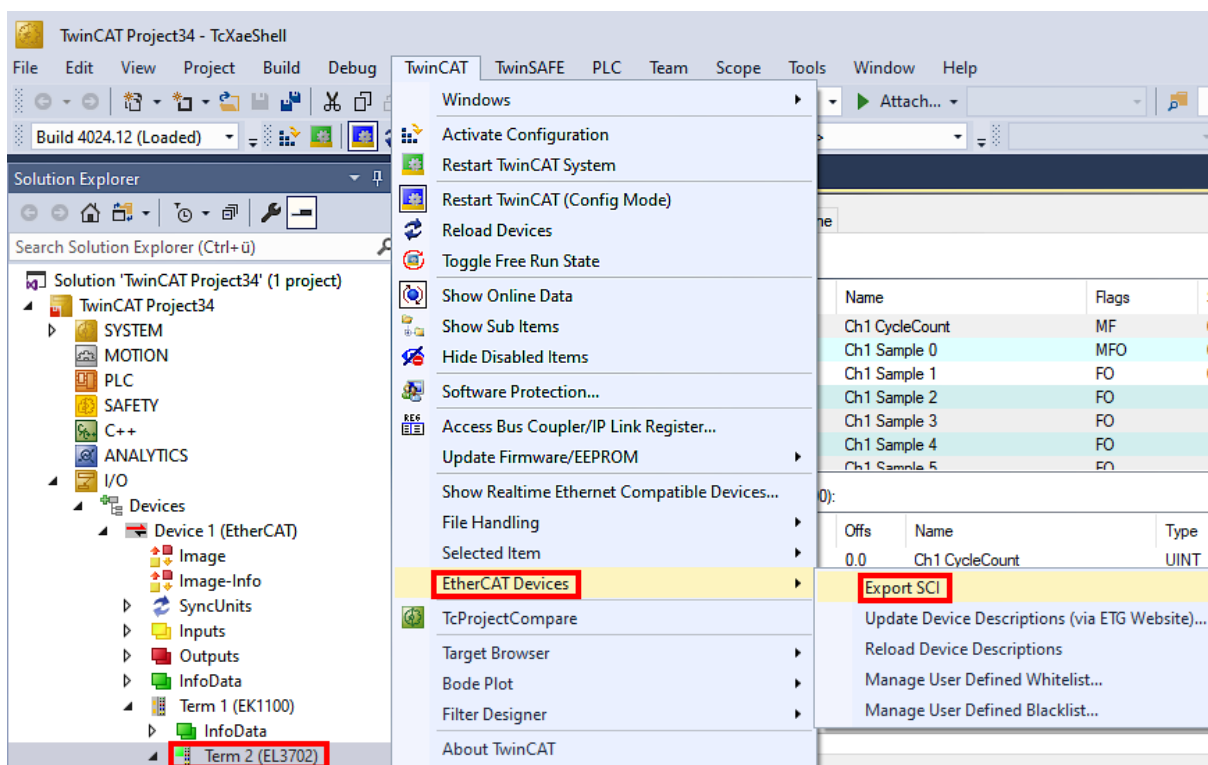 TwinCAT Project34 - TcXaeShell
File Edit View Project Build Debug TwinCAT TwinSAFE PLC Team Scope Tools Window Help
Attach...
Build 4024.12 (Loaded)
Solution Explorer
Search Solution Explorer (Ctrl+ü)
Solution 'TwinCAT Project34' (1 project)
TwinCAT Project34
SYSTEM
MOTION
PLC
SAFETY
C++
ANALYTICS
I/O
Devices
Device 1 (EtherCAT)
Image
Image-Info
SyncUnits
Inputs
Outputs
InfoData
Term 1 (EK1100)
InfoData
Term 2 (EL3702)
Windows
Activate Configuration
Restart TwinCAT System
Restart TwinCAT (Config Mode)
Reload Devices
Toggle Free Run State
Show Online Data
Show Sub Items
Hide Disabled Items
Software Protection...
REG
Access Bus Coupler/IP Link Register...
Update Firmware/EEPROM
Show Realtime Ethernet Compatible Devices...
File Handling
Selected Item
EtherCAT Devices
TcProjectCompare
Target Browser
Bode Plot
Filter Designer
About TwinCAT
Name Flags
Ch1 CycleCount MF
Ch1 Sample 0 MFO
Ch1 Sample 1 FO
Ch1 Sample 2 FO
Ch1 Sample 3 FO
Ch1 Sample 4 FO
Ch1 Sample 5 FO
Offs Name Type
0.0 Ch1 CycleCount UINT
Export SCI
Update Device Descriptions (via ETG Website)...
Reload Device Descriptions
Manage User Defined Whitelist...
Manage User Defined Blacklist...